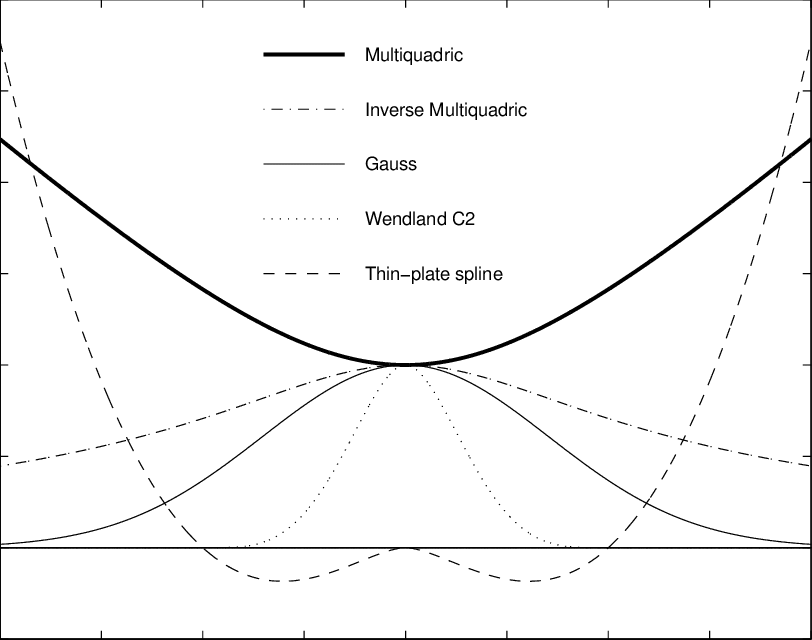 Multiquadric
Inverse Multiquadric
Gauss
Wendland C2
Thin−plate spline